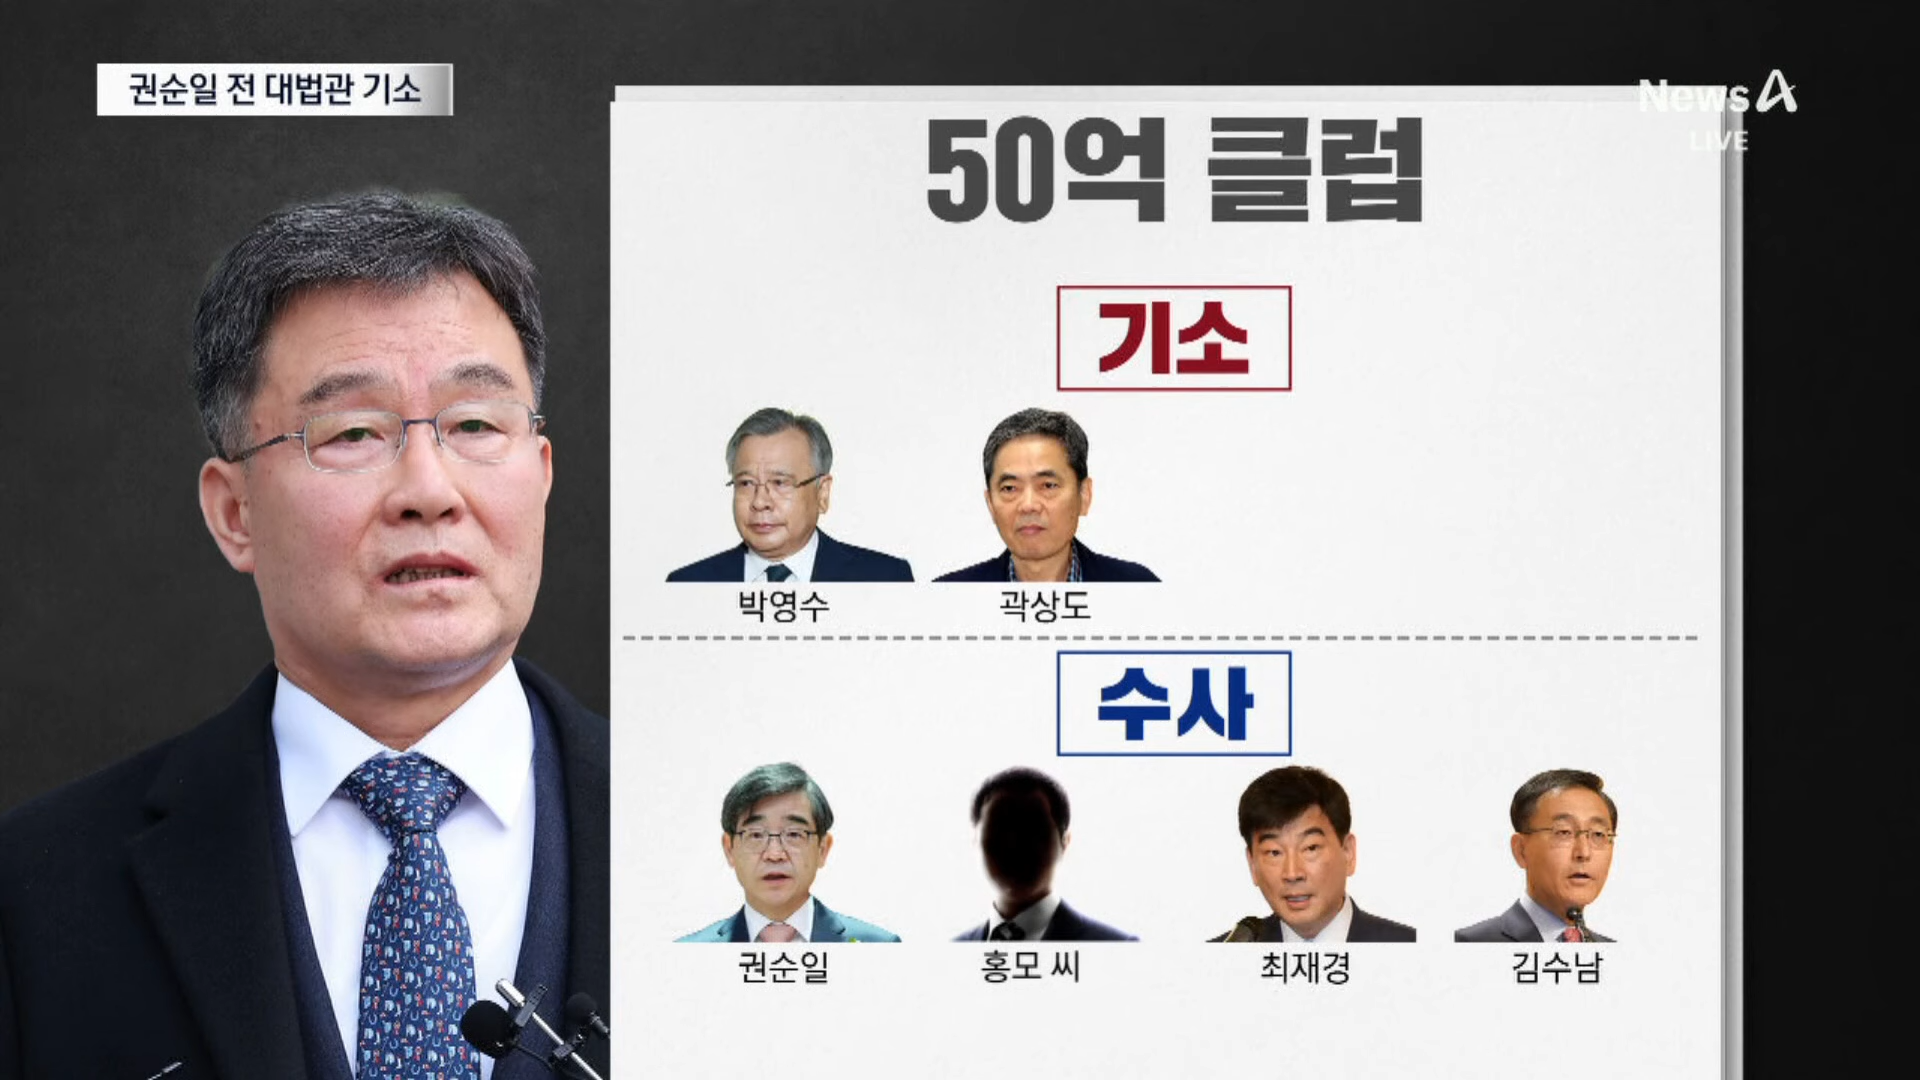 권순일 전 대법관 기소
News A
LIVE
50억 클럽
기소
박영수 곽상도
수사
권순일 홍모 씨 최재경 김수남